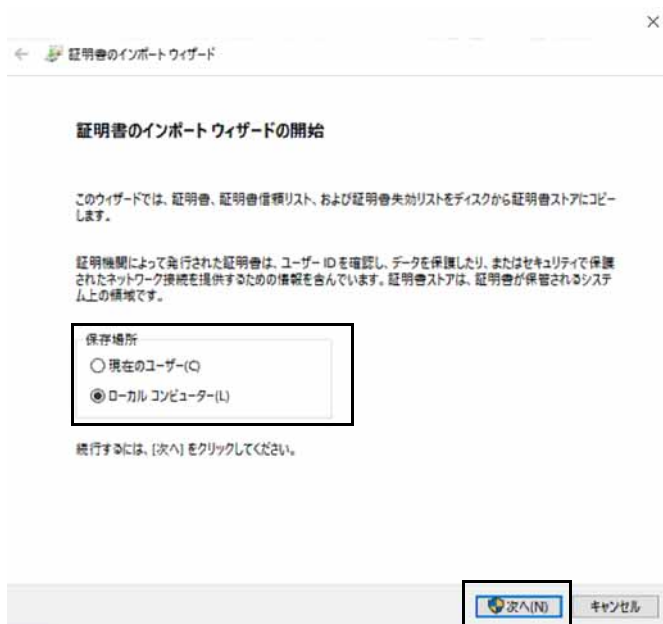 証明書のインポート ウィザード
証明書のインポート ウィザードの開始
このウィザードでは、証明書、証明書信頼リスト、および証明書失効リストをディスクから証明書ストアにコピー
します。
証明機関によって発行された証明書は、ユーザー ID を確認し、データを保護したり、またはセキュリティで保護
されたネットワーク接続を提供するための情報を含んでいます。証明書ストアは、証明書が保管されるシステ
ム上の領域です。
保存場所
現在のユーザー(C)
ローカル コンピューター(L)
続行するには、[次へ] をクリックしてください。
次へ(N)
キャンセル